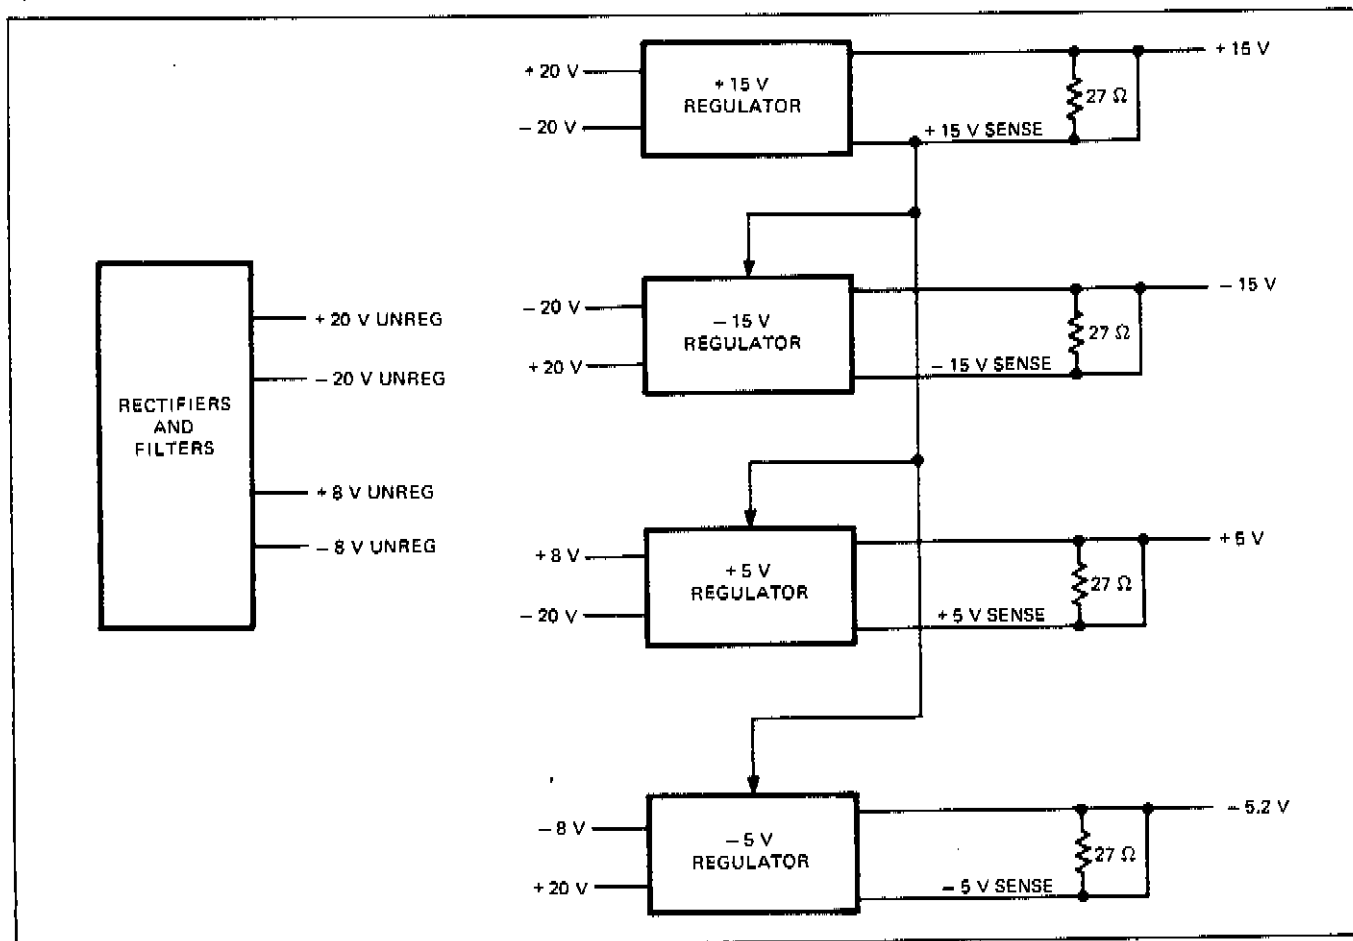 RECTIFIERS
AND
FILTERS
+ 20 V UNREG
− 20 V UNREG
+ 8 V UNREG
− 8 V UNREG
+ 20 V
− 20 V
+ 15 V
REGULATOR
+ 15 V SENSE
27 Ω
+ 15 V
− 20 V
+ 20 V
− 15 V
REGULATOR
− 15 V SENSE
27 Ω
− 15 V
+ 8 V
− 20 V
+ 5 V
REGULATOR
+ 5 V SENSE
27 Ω
+ 5 V
− 8 V
+ 20 V
− 5 V
REGULATOR
− 5 V SENSE
27 Ω
− 5.2 V